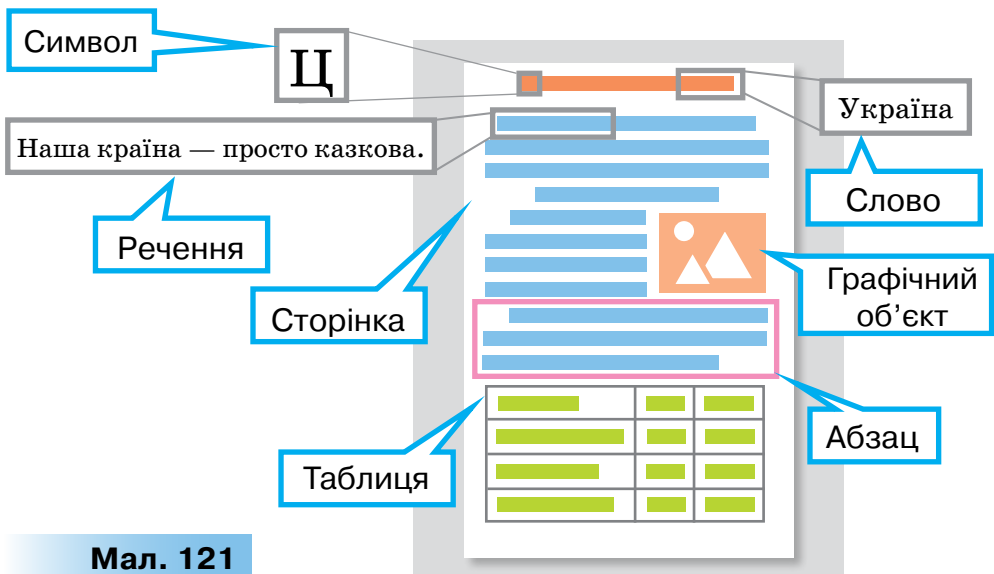 Символ
Ц
Україна
Наша країна — просто казкова.
Слово
Речення
Графічний
об’єкт
Сторінка
Абзац
Таблиця
Мал. 121